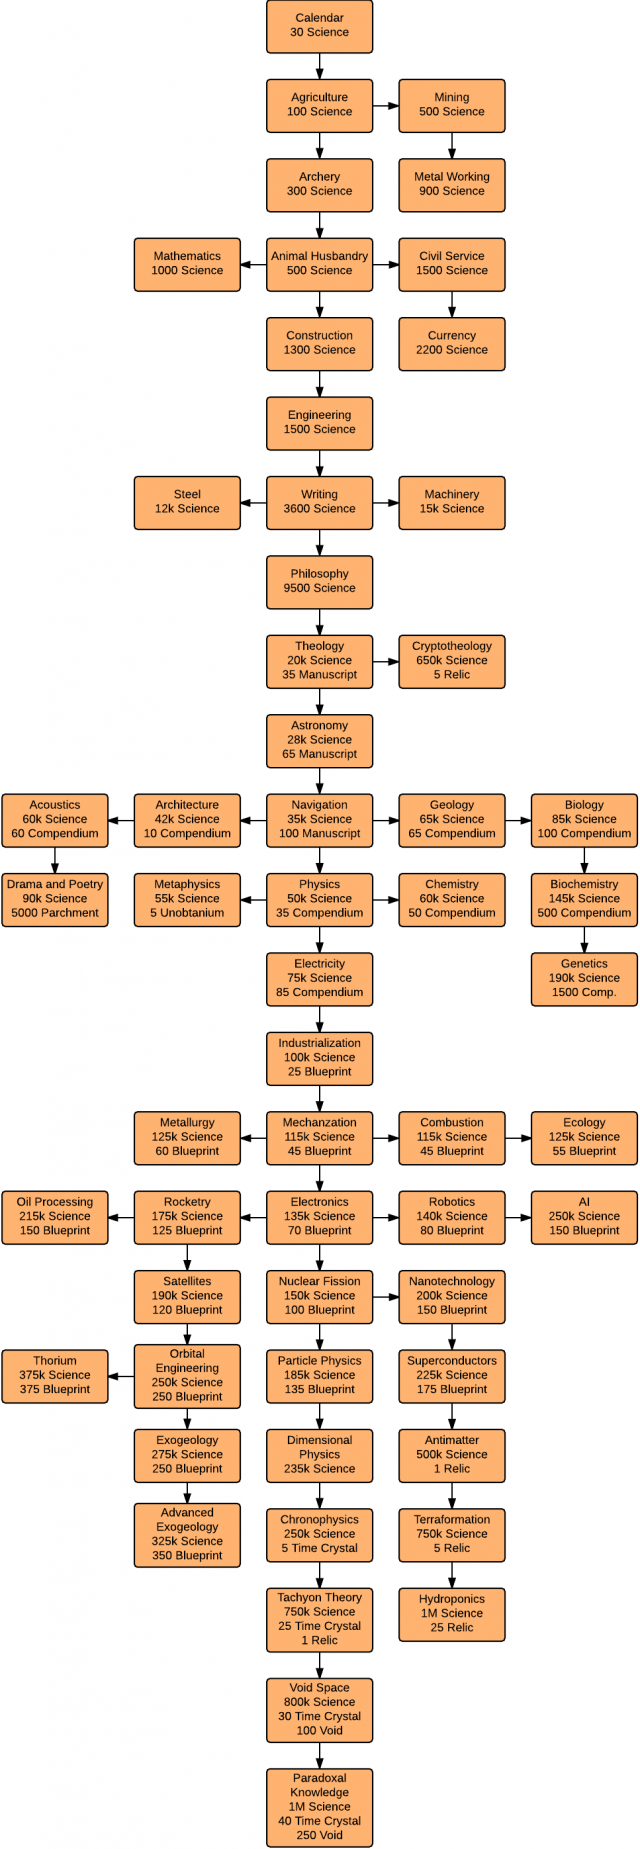 Calendar
30 Science
Agriculture
100 Science
Mining
500 Science
Archery
300 Science
Metal Working
900 Science
Mathematics
1000 Science
Animal Husbandry
500 Science
Civil Service
1500 Science
Construction
1300 Science
Currency
2200 Science
Engineering
1500 Science
Steel
12k Science
Writing
3600 Science
Machinery
15k Science
Philosophy
9500 Science
Theology
20k Science
35 Manuscript
Cryptotheology
650k Science
5 Relic
Astronomy
28k Science
65 Manuscript
Acoustics
60k Science
60 Compendium
Architecture
42k Science
10 Compendium
Navigation
35k Science
100 Manuscript
Geology
65k Science
65 Compendium
Biology
85k Science
100 Compendium
Drama and Poetry
90k Science
5000 Parchment
Metaphysics
55k Science
5 Unobtanium
Physics
50k Science
35 Compendium
Chemistry
60k Science
50 Compendium
Biochemistry
145k Science
500 Compendium
Electricity
75k Science
85 Compendium
Genetics
190k Science
1500 Comp.
Industrialization
100k Science
25 Blueprint
Metallurgy
125k Science
60 Blueprint
Mechanzation
115k Science
45 Blueprint
Combustion
115k Science
45 Blueprint
Ecology
125k Science
55 Blueprint
Oil Processing
215k Science
150 Blueprint
Rocketry
175k Science
125 Blueprint
Electronics
135k Science
70 Blueprint
Robotics
140k Science
80 Blueprint
AI
250k Science
150 Blueprint
Satellites
190k Science
120 Blueprint
Nuclear Fission
150k Science
100 Blueprint
Nanotechnology
200k Science
150 Blueprint
Thorium
375k Science
375 Blueprint
Orbital
Engineering
250k Science
250 Blueprint
Particle Physics
185k Science
135 Blueprint
Superconductors
225k Science
175 Blueprint
Exogeology
275k Science
250 Blueprint
Dimensional
Physics
235k Science
Antimatter
500k Science
1 Relic
Advanced
Exogeology
325k Science
350 Blueprint
Chronophysics
250k Science
5 Time Crystal
Terraformation
750k Science
5 Relic
Tachyon Theory
750k Science
25 Time Crystal
1 Relic
Hydroponics
1M Science
25 Relic
Void Space
800k Science
30 Time Crystal
100 Void
Paradoxal
Knowledge
1M Science
40 Time Crystal
250 Void